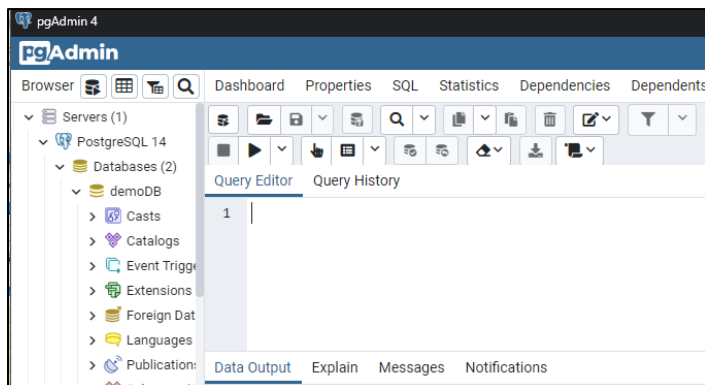 pgAdmin 4
pgAdmin
Browser
Dashboard Properties SQL Statistics Dependencies Dependents
Servers (1)
PostgreSQL 14
Databases (2)
demoDB
Casts
Catalogs
Event Trigge
Extensions
Foreign Dat
Languages
Publication
Query Editor Query History
1
Data Output Explain Messages Notifications